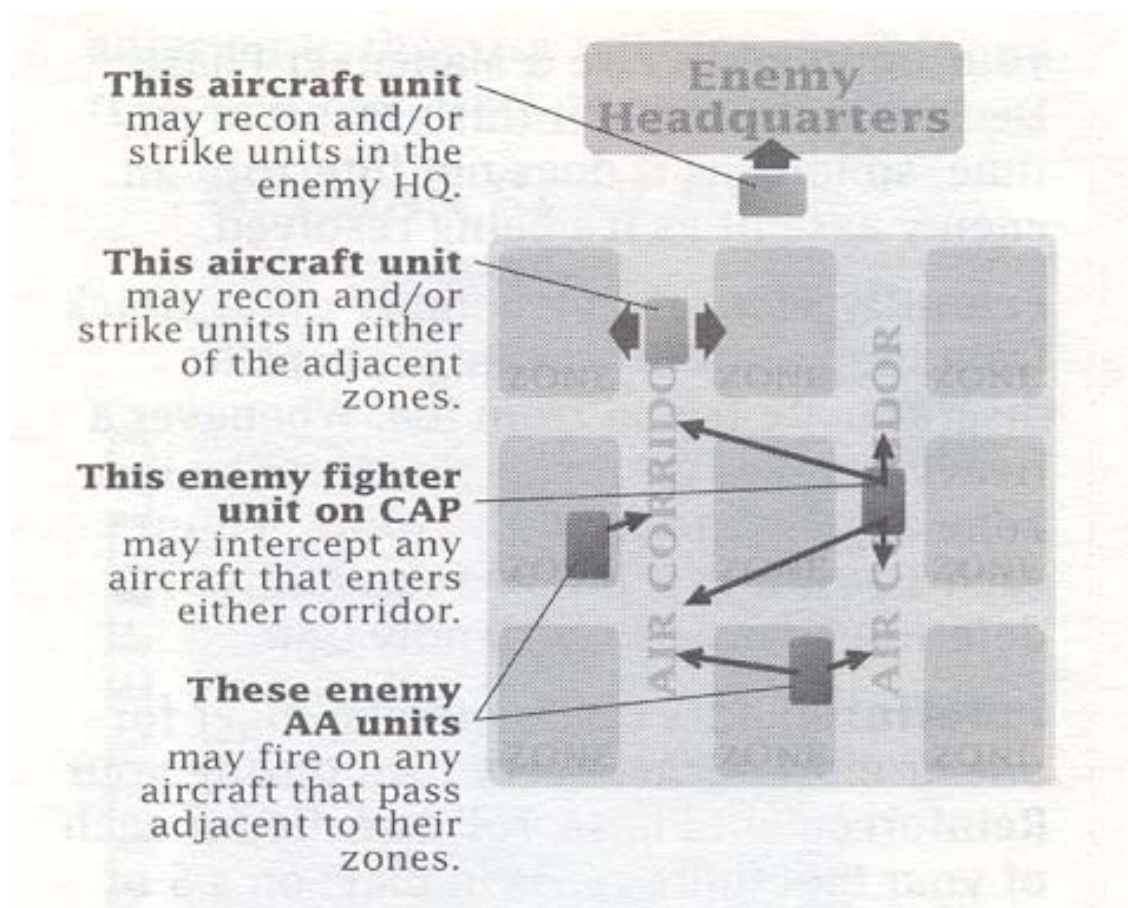 This aircraft unit
may recon and/or
strike units in the
enemy HQ.
Enemy
Headquarters
This aircraft unit
may recon and/or
strike units in either
of the adjacent
zones.
This enemy fighter
unit on CAP
may intercept any
aircraft that enters
either corridor.
These enemy
AA units
may fire on any
aircraft that pass
adjacent to their
zones.
AIR CORRIDO
AIR C DOR